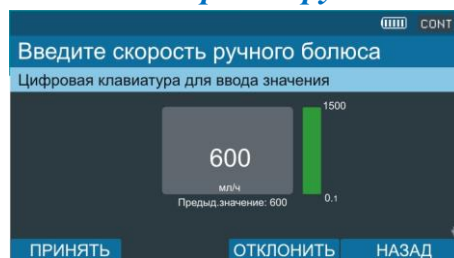 CONT
Введите скорость ручного болюса
Цифровая клавиатура для ввода значения
1500
600
мл/ч
Предыд.значение: 600
0.1
ПРИНЯТЬ ОТКЛОНИТЬ НАЗАД